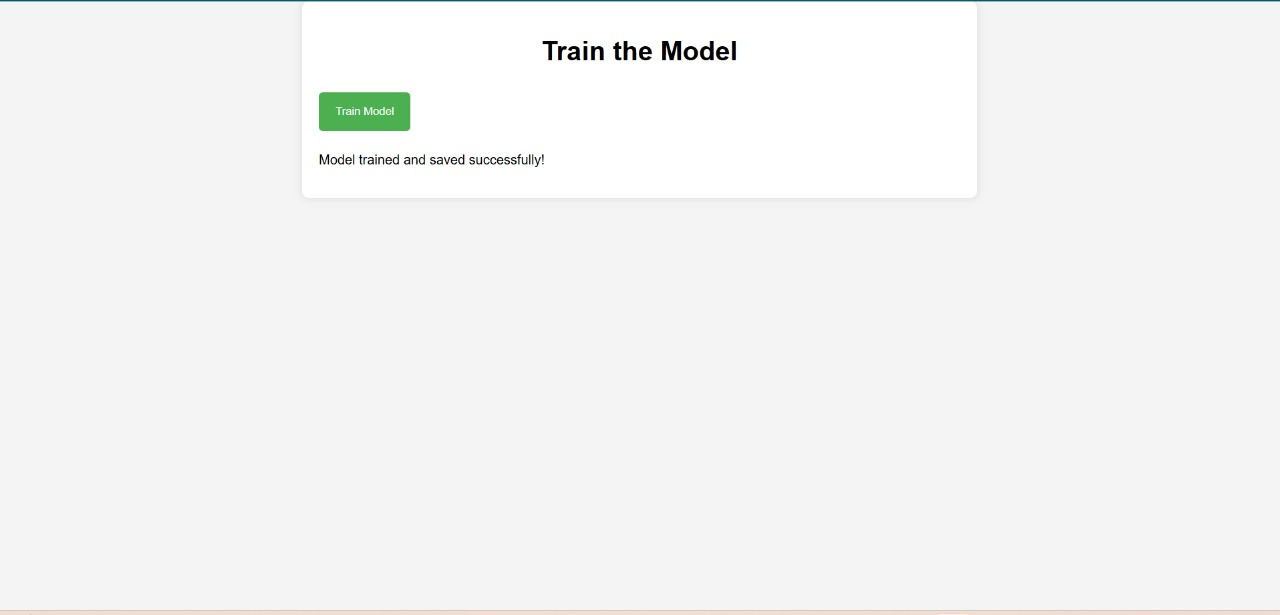 Train the Model
Train Model
Model trained and saved successfully!